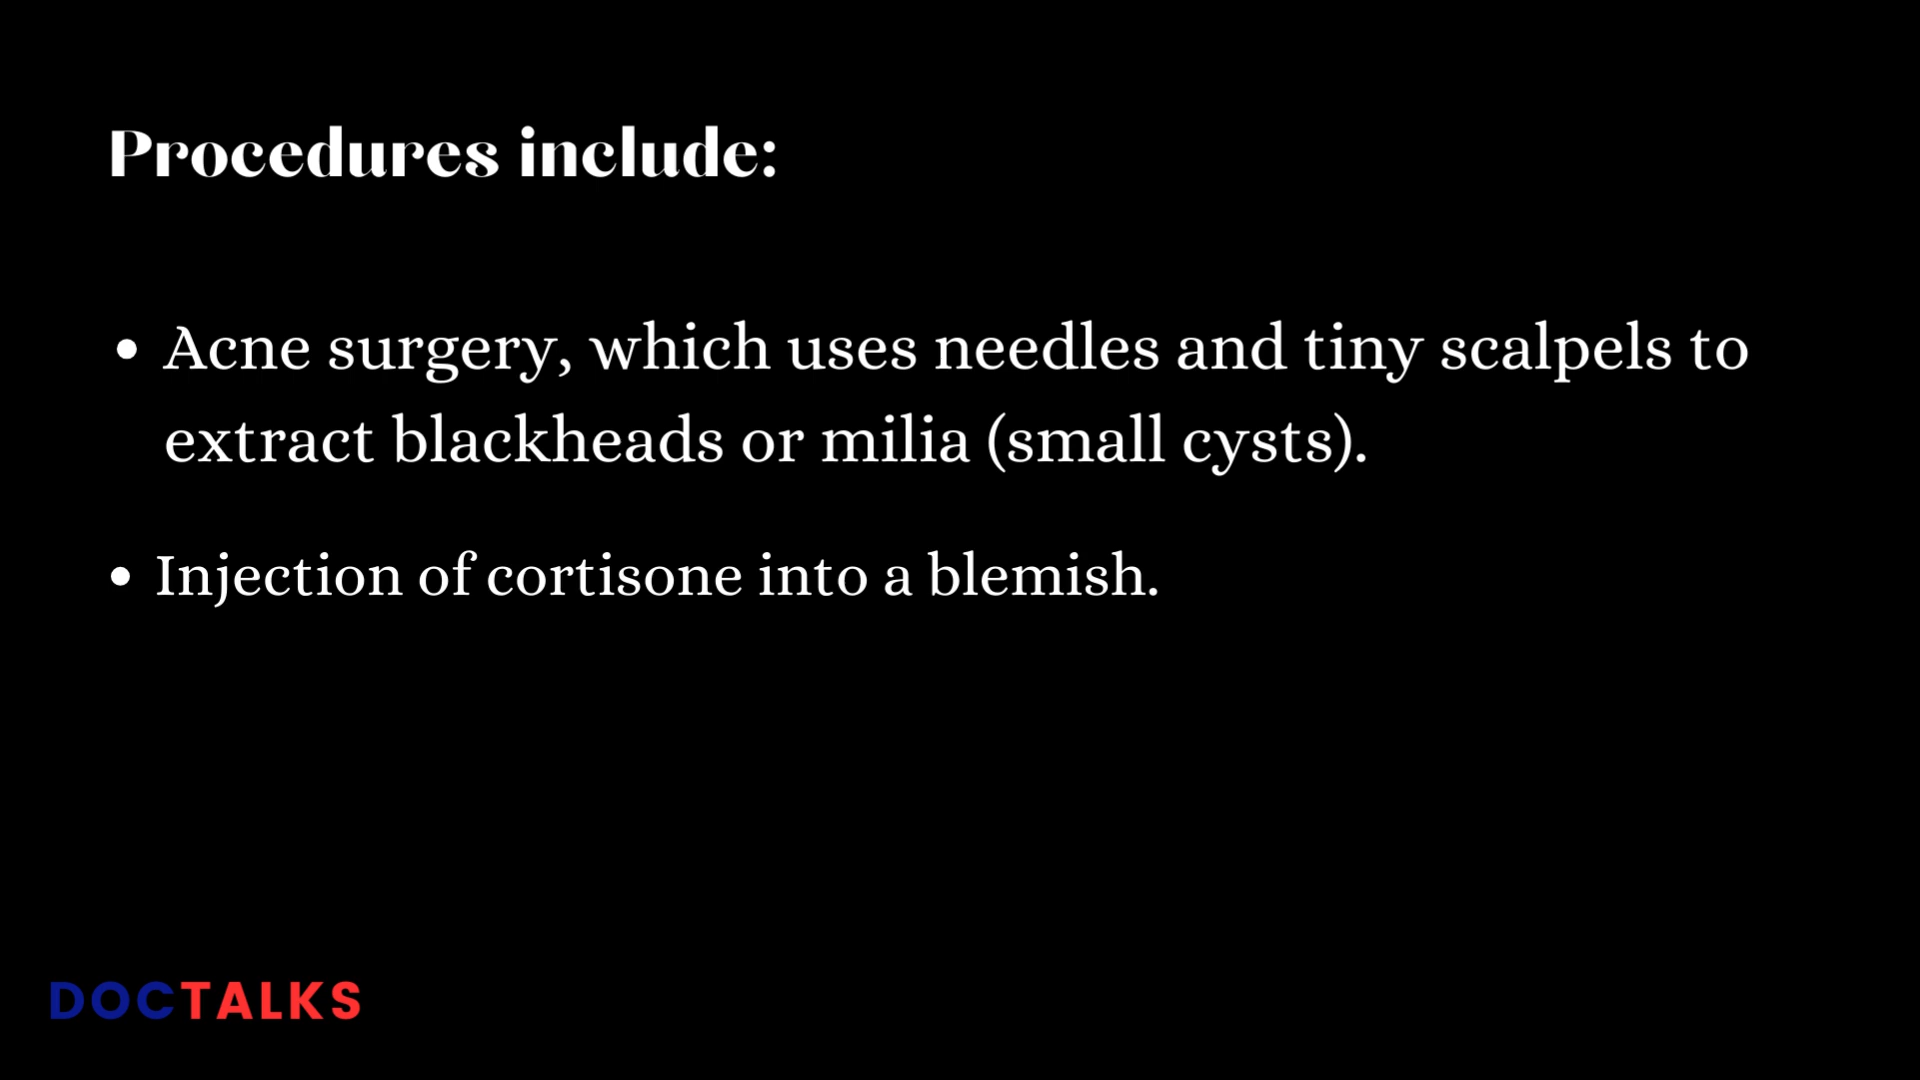 Procedures include:
• Acne surgery, which uses needles and tiny scalpels to
extract blackheads or milia (small cysts).
• Injection of cortisone into a blemish.
DOCTALKS